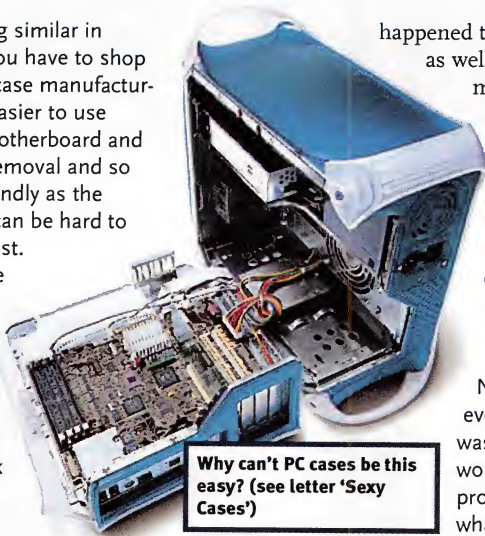 g similar in
ou have to shop
case manufactur-
asier to use
otherboard and
emoval and so
ndly as the
can be hard to
st.
e
k
Why can't PC cases be this
easy? (see letter 'Sexy
Cases')
happened t
as well
m
N
eve
was
wo
pro
wha